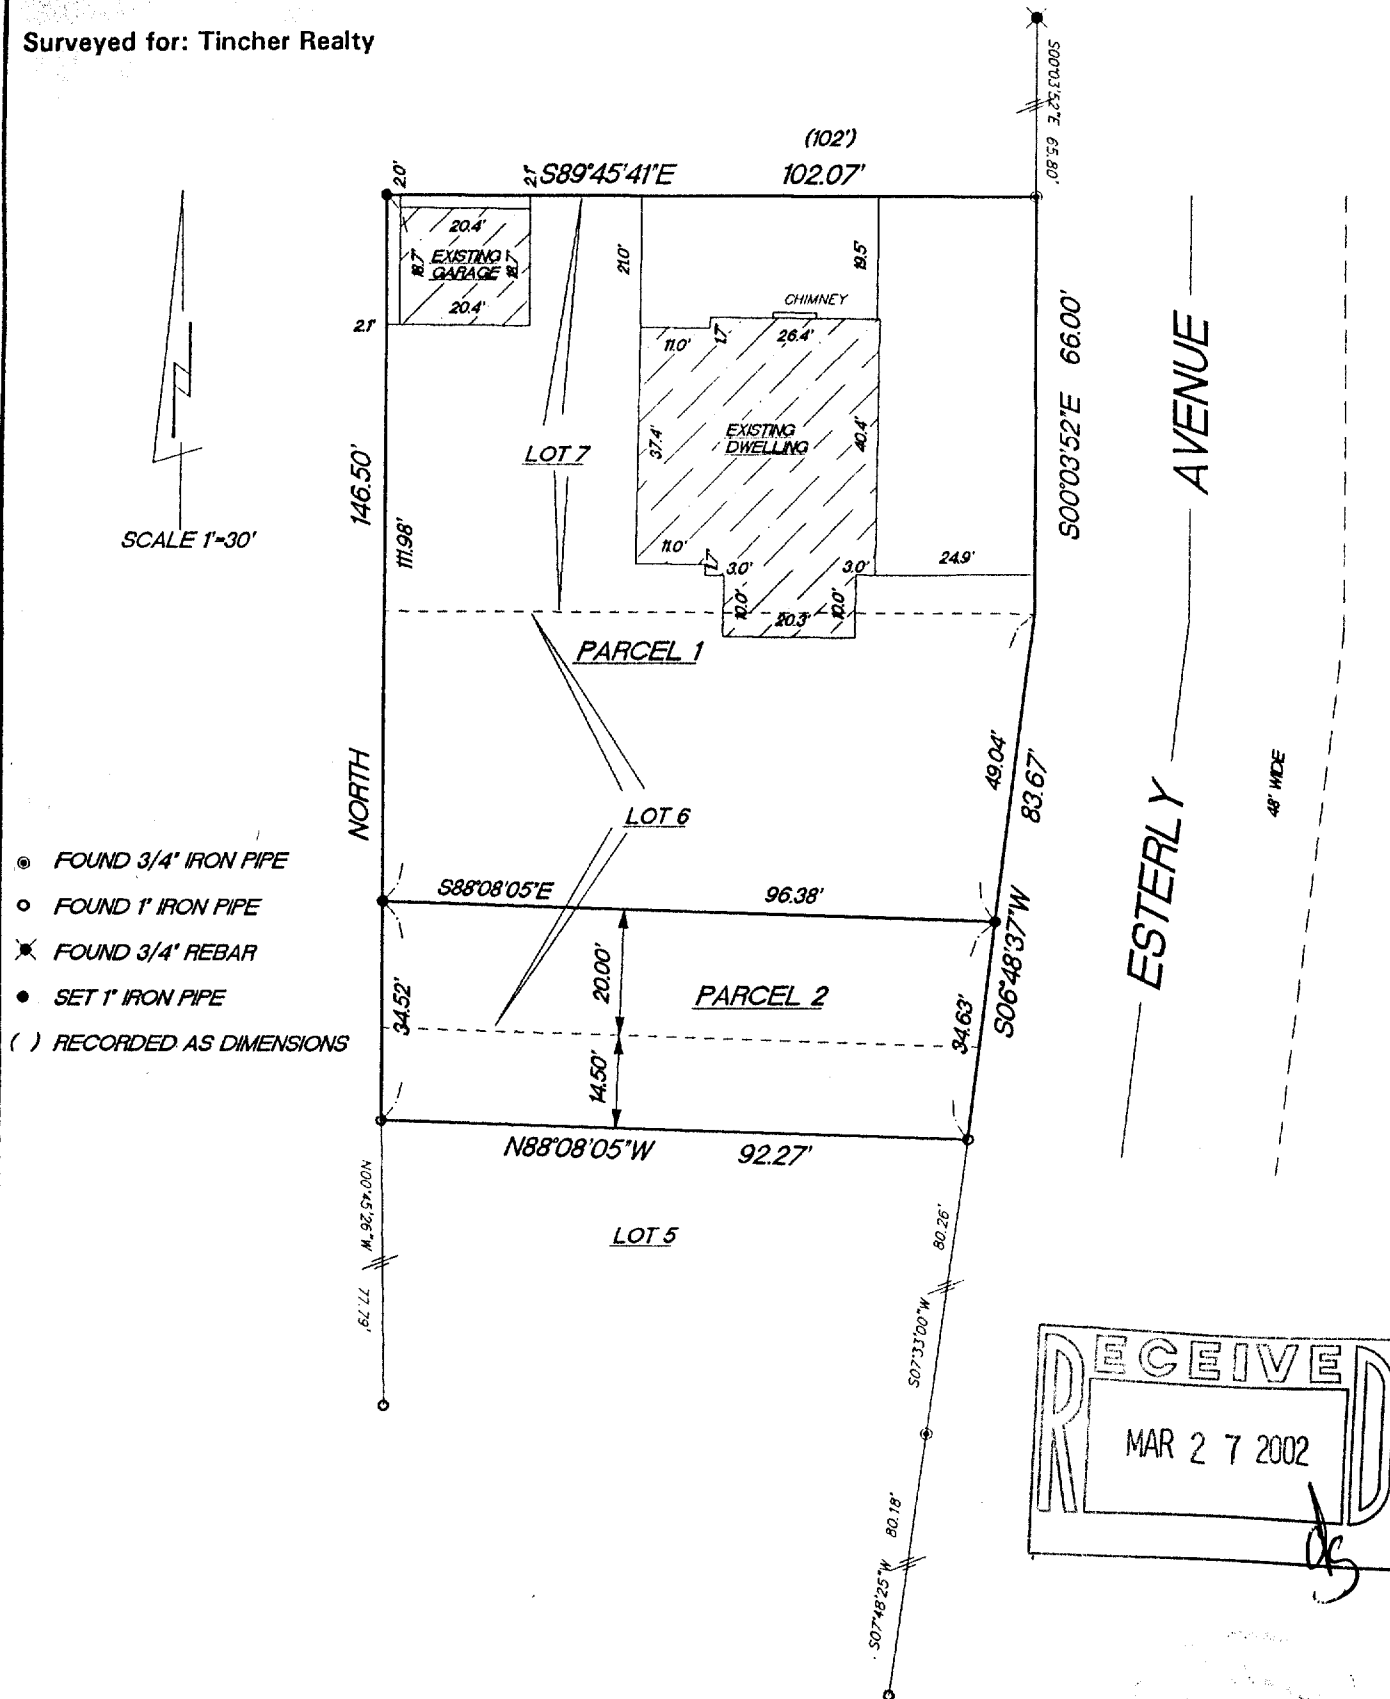 Surveyed for: Tincher Realty
S00°03'52"E 65.80'
(102')
S89°45'41"E 102.07'
2.0'
2.1'
20.4'
EXISTING
GARAGE
18.7'
18.7'
20.4'
2.1'
21.0'
19.5'
CHIMNEY
11.0'
1.7'
26.4'
EXISTING
DWELLING
37.4'
40.4'
11.0'
1.7'
3.0'
3.0'
24.9'
10.0'
20.3'
10.0'
LOT 7
SCALE 1"=30'
146.50'
111.98'
NORTH
S00°03'52"E 66.00'
ESTERLY AVENUE
48' WIDE
PARCEL 1
49.04'
83.67'
S06°48'37"W
LOT 6
FOUND 3/4" IRON PIPE
FOUND 1" IRON PIPE
FOUND 3/4" REBAR
SET 1" IRON PIPE
( ) RECORDED AS DIMENSIONS
S88°08'05"E 96.38'
20.00'
PARCEL 2
34.52'
34.63'
14.50'
N88°08'05"W 92.27'
N00°45'26"W 77.79'
LOT 5
80.26'
S07°33'00"W
80.18'
S07°48'25"W
RECEIVED
MAR 27 2002